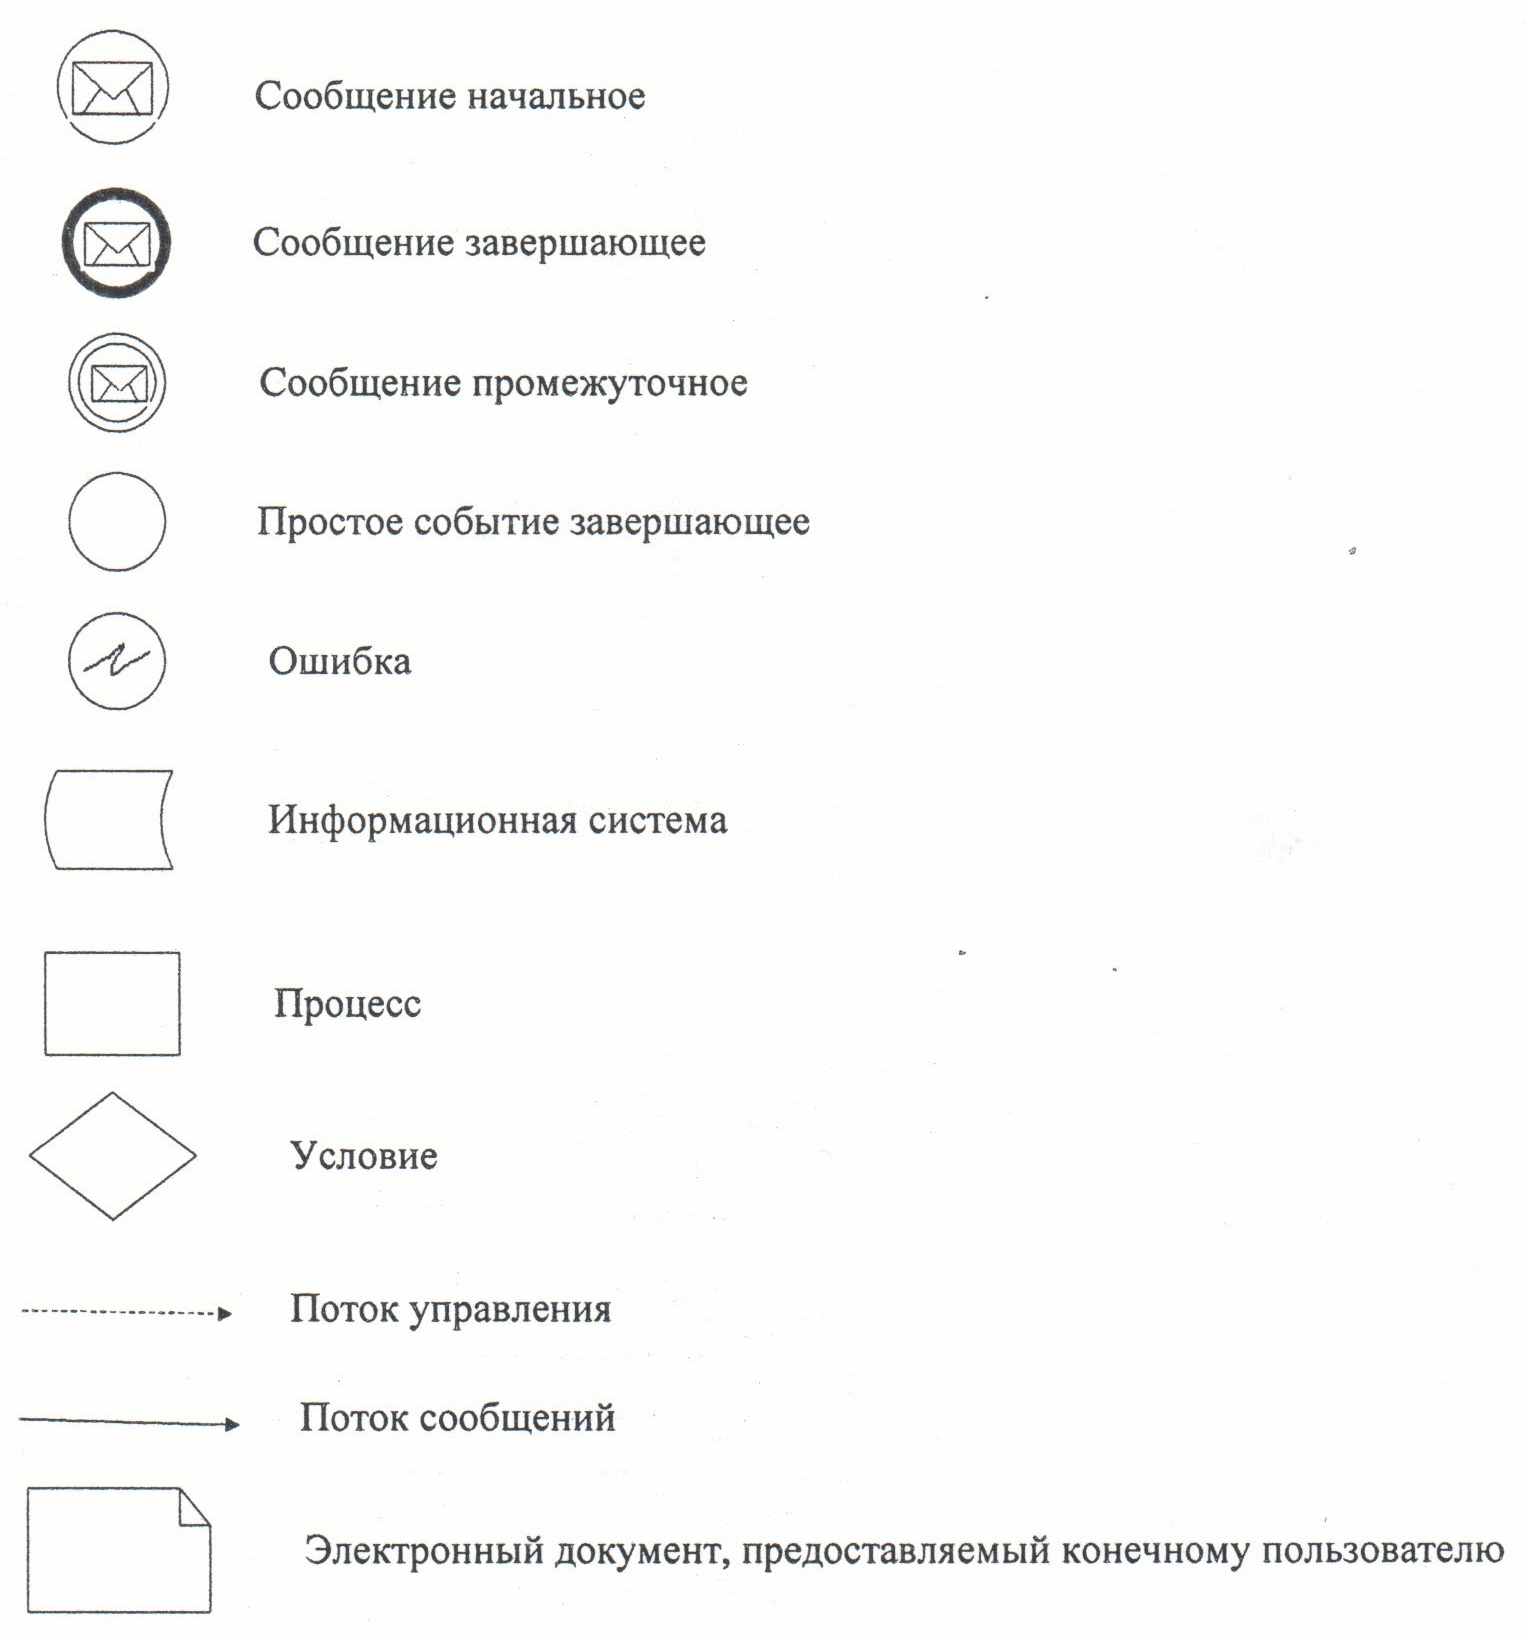 Сообщение начальное
Сообщение завершающее
Сообщение промежуточное
Простое событие завершающее
Ошибка
Информационная система
Процесс
Условие
Поток управления
Поток сообщений
Электронный документ, предоставляемый конечному пользователю